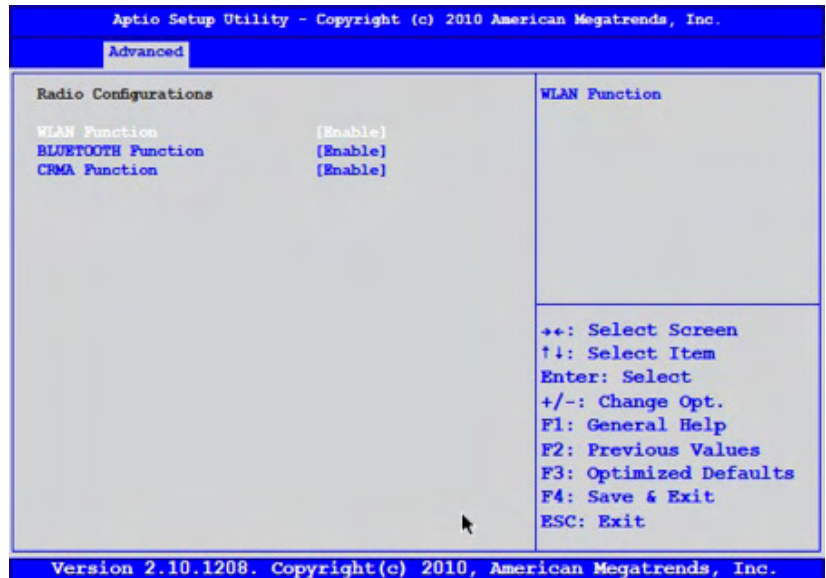 Aptio Setup Utility - Copyright (c) 2010 American Megatrends, Inc.
Advanced
Radio Configurations
WLAN Function [Enable]
BLUETOOTH Function [Enable]
CRMA Function [Enable]
WLAN Function
→←: Select Screen
↑↓: Select Item
Enter: Select
+/-: Change Opt.
F1: General Help
F2: Previous Values
F3: Optimized Defaults
F4: Save & Exit
ESC: Exit
Version 2.10.1208. Copyright(c) 2010, American Megatrends, Inc.